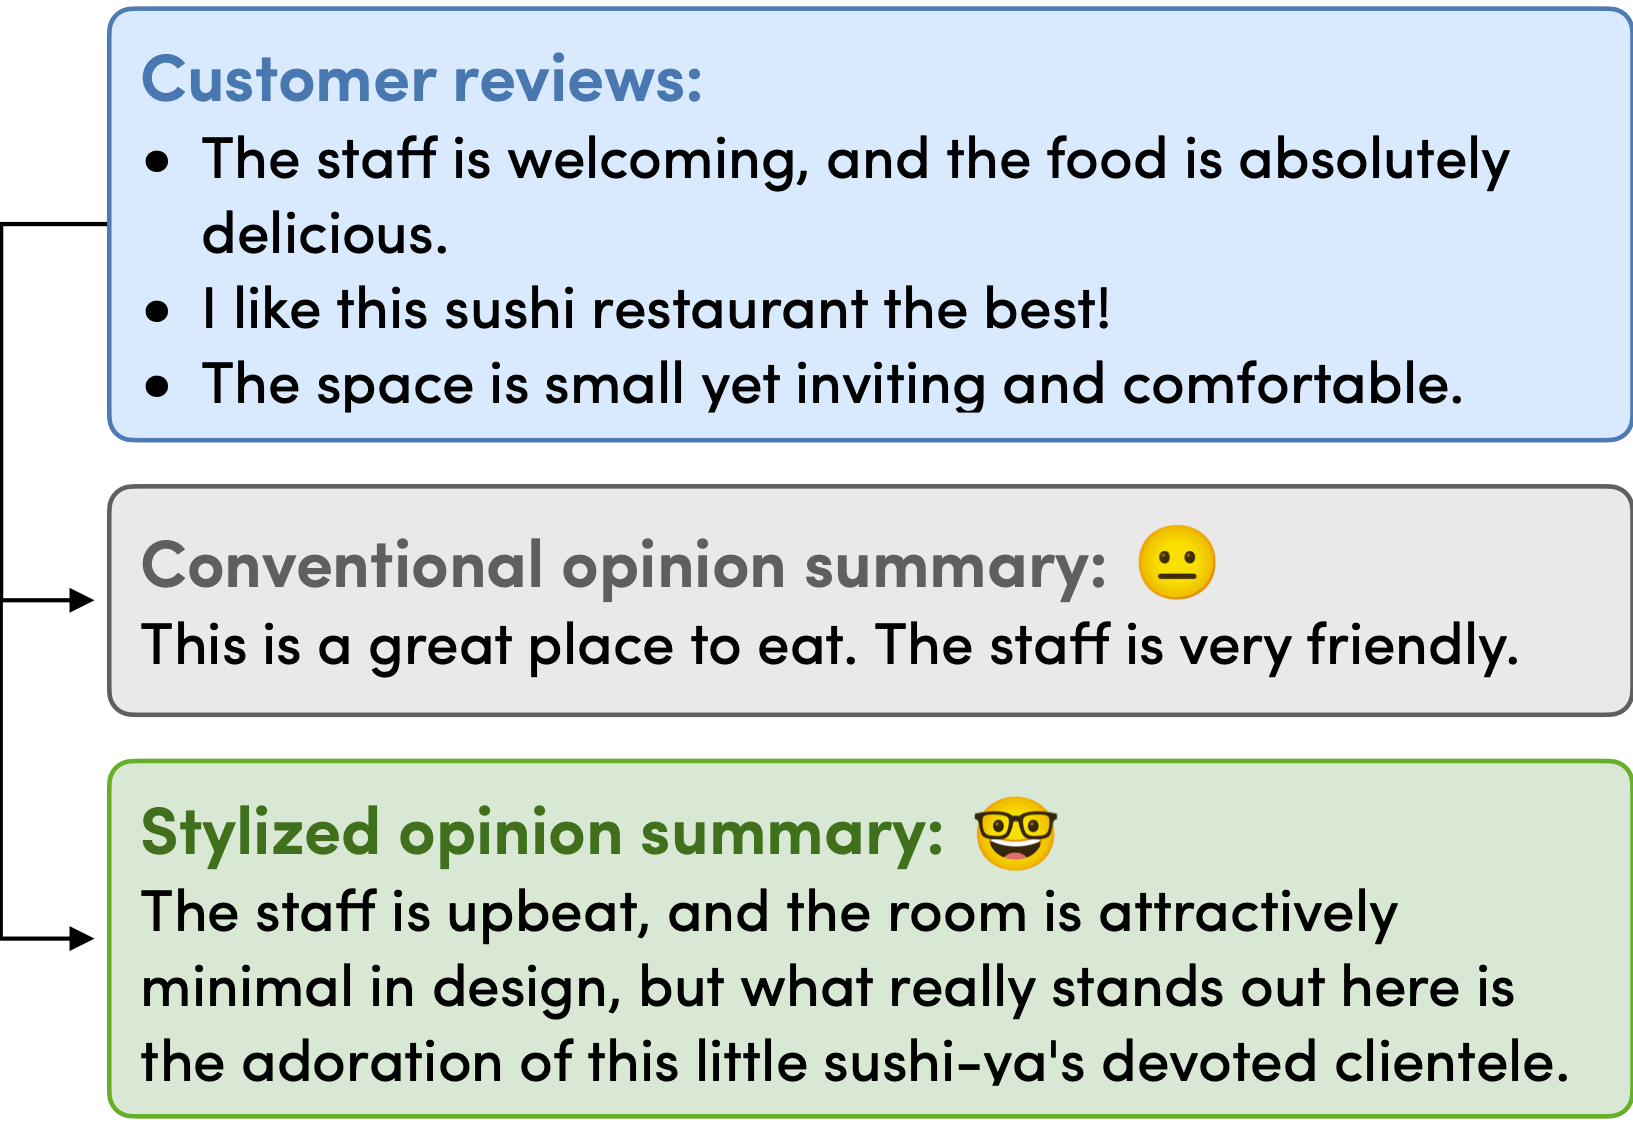 Customer reviews:
• The staff is welcoming, and the food is absolutely
delicious.
• I like this sushi restaurant the best!
• The space is small yet inviting and comfortable.
Conventional opinion summary: 😐
This is a great place to eat. The staff is very friendly.
Stylized opinion summary: 🤓
The staff is upbeat, and the room is attractively
minimal in design, but what really stands out here is
the adoration of this little sushi-ya's devoted clientele.